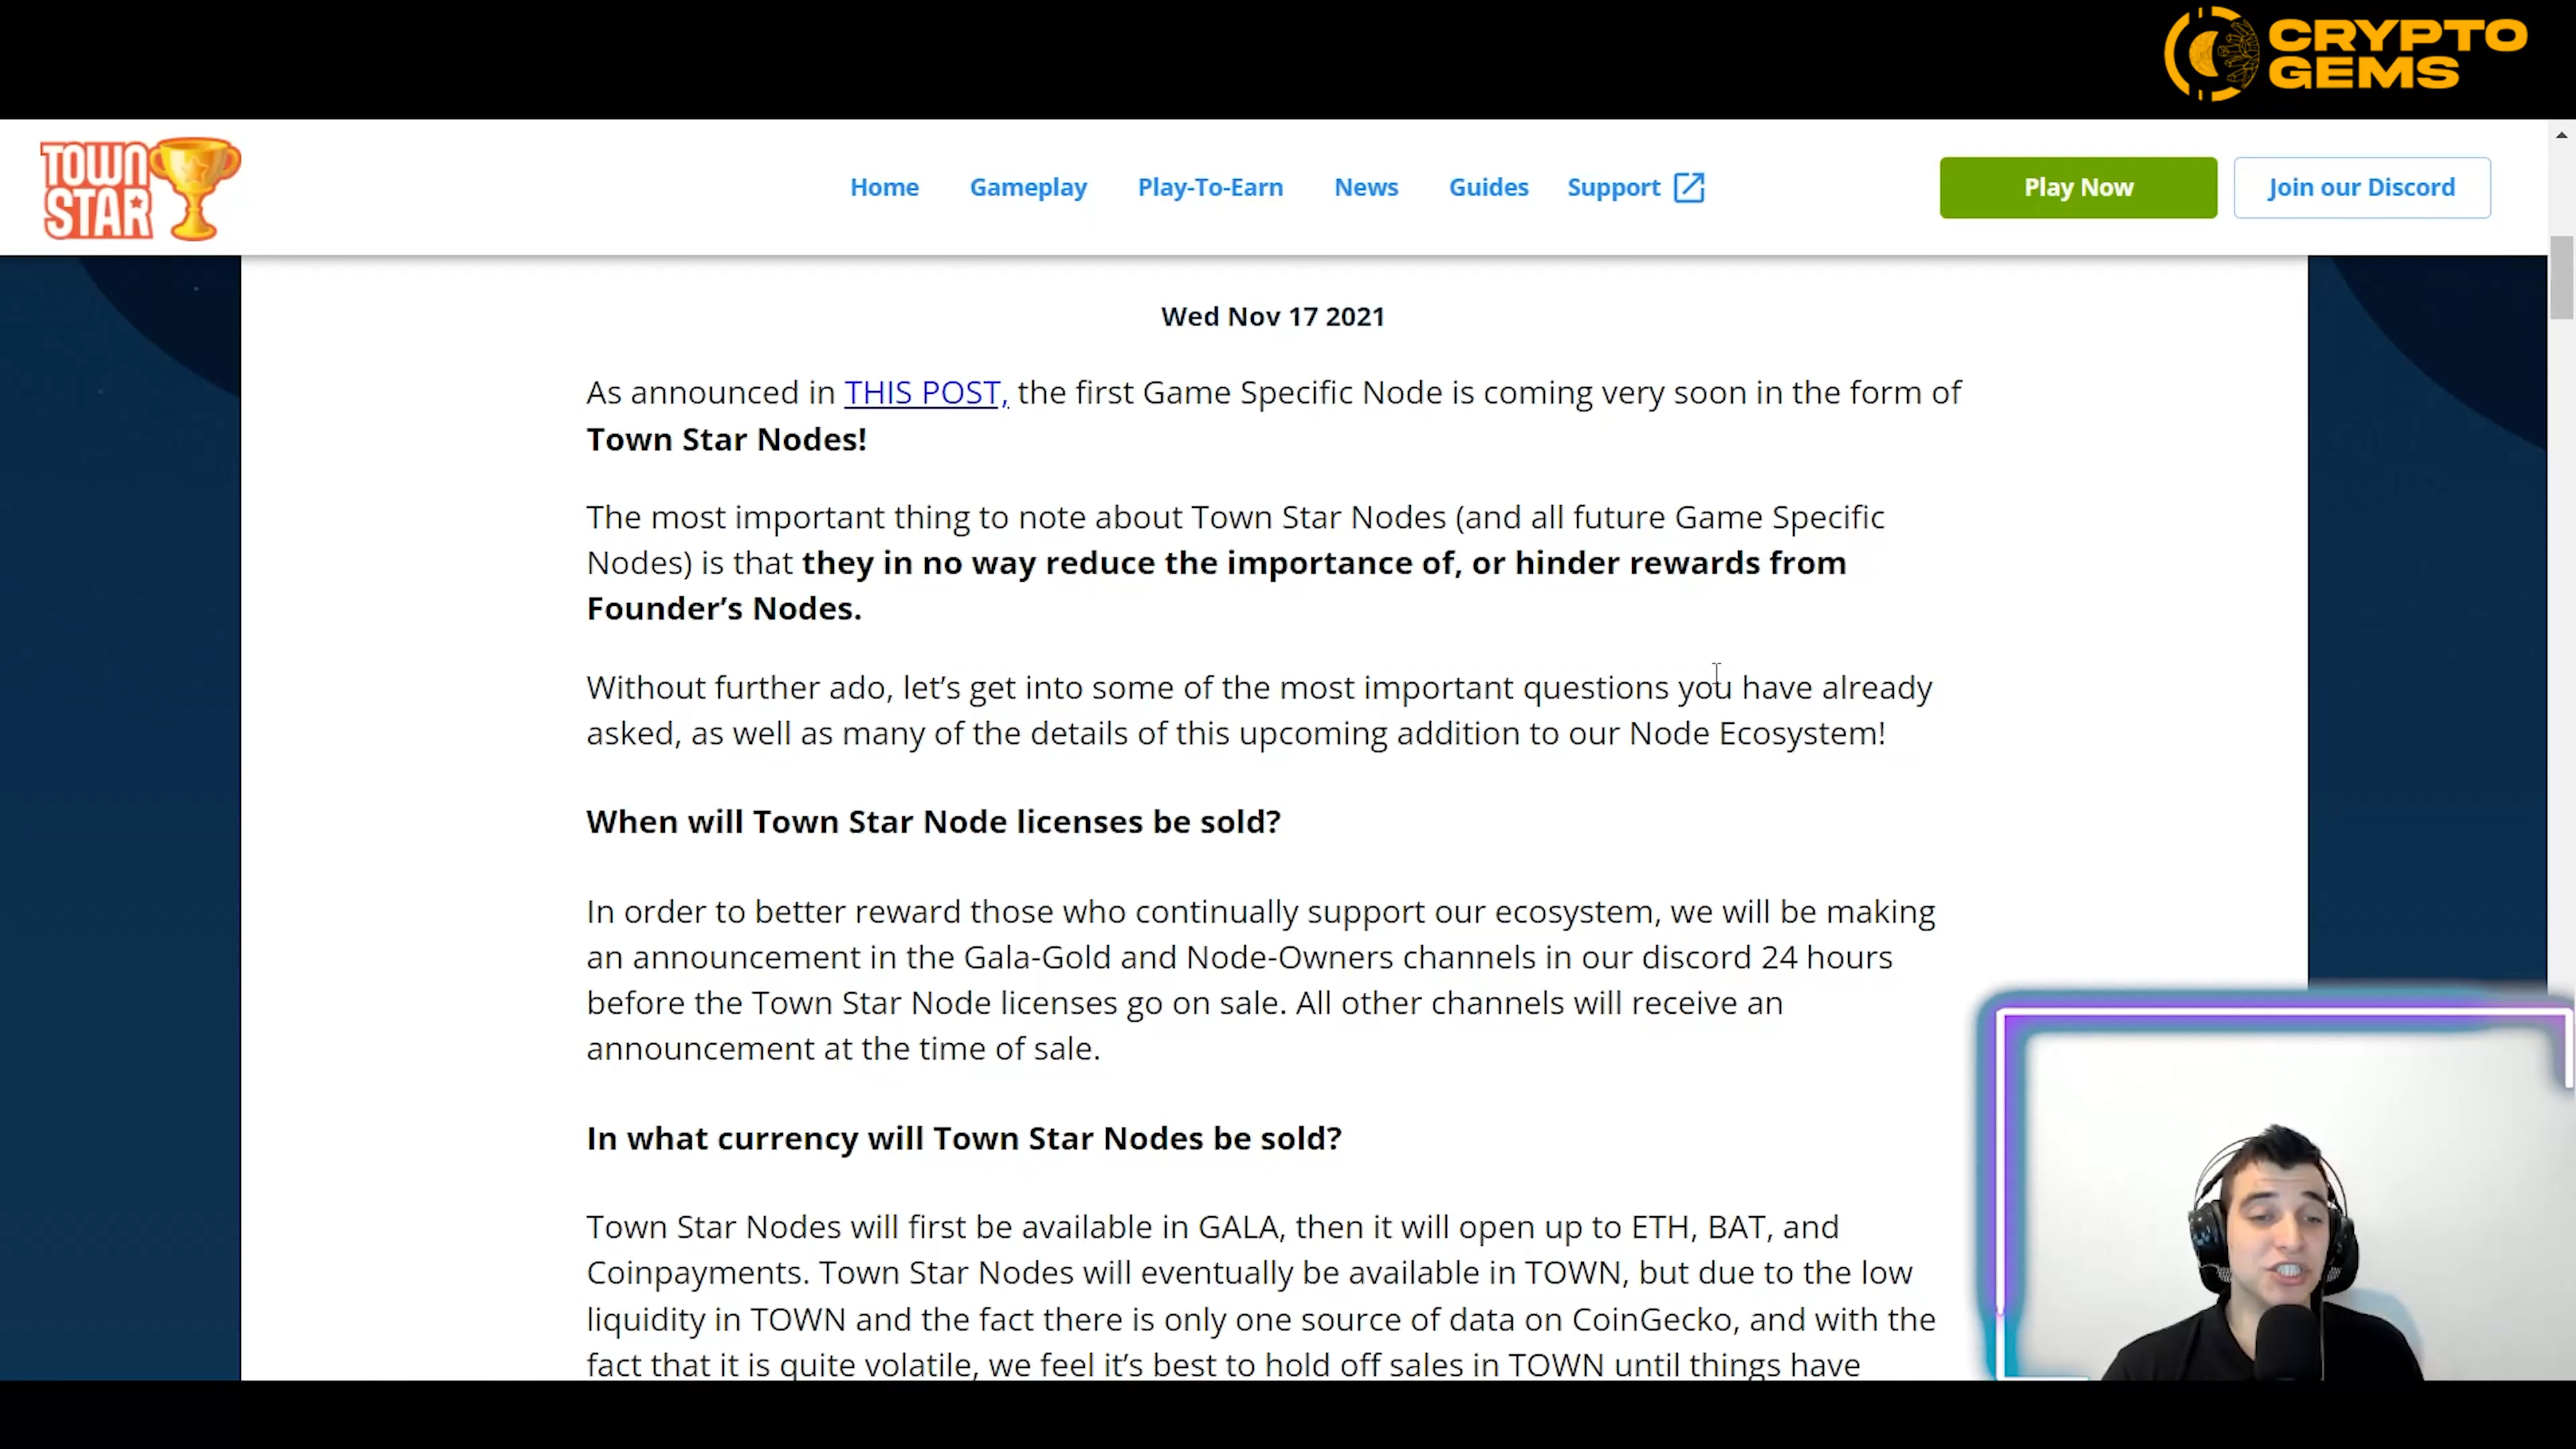 CRYPTO
GEMS
TOWN
STAR
Home Gameplay Play-To-Earn News Guides Support Play Now Join our Discord
Wed Nov 17 2021
As announced in THIS POST, the first Game Specific Node is coming very soon in the form of
Town Star Nodes!
The most important thing to note about Town Star Nodes (and all future Game Specific
Nodes) is that they in no way reduce the importance of, or hinder rewards from
Founder’s Nodes.
Without further ado, let’s get into some of the most important questions you have already
asked, as well as many of the details of this upcoming addition to our Node Ecosystem!
When will Town Star Node licenses be sold?
In order to better reward those who continually support our ecosystem, we will be making
an announcement in the Gala-Gold and Node-Owners channels in our discord 24 hours
before the Town Star Node licenses go on sale. All other channels will receive an
announcement at the time of sale.
In what currency will Town Star Nodes be sold?
Town Star Nodes will first be available in GALA, then it will open up to ETH, BAT, and
Coinpayments. Town Star Nodes will eventually be available in TOWN, but due to the low
liquidity in TOWN and the fact there is only one source of data on CoinGecko, and with the
fact that it is quite volatile, we feel it’s best to hold off sales in TOWN until things have